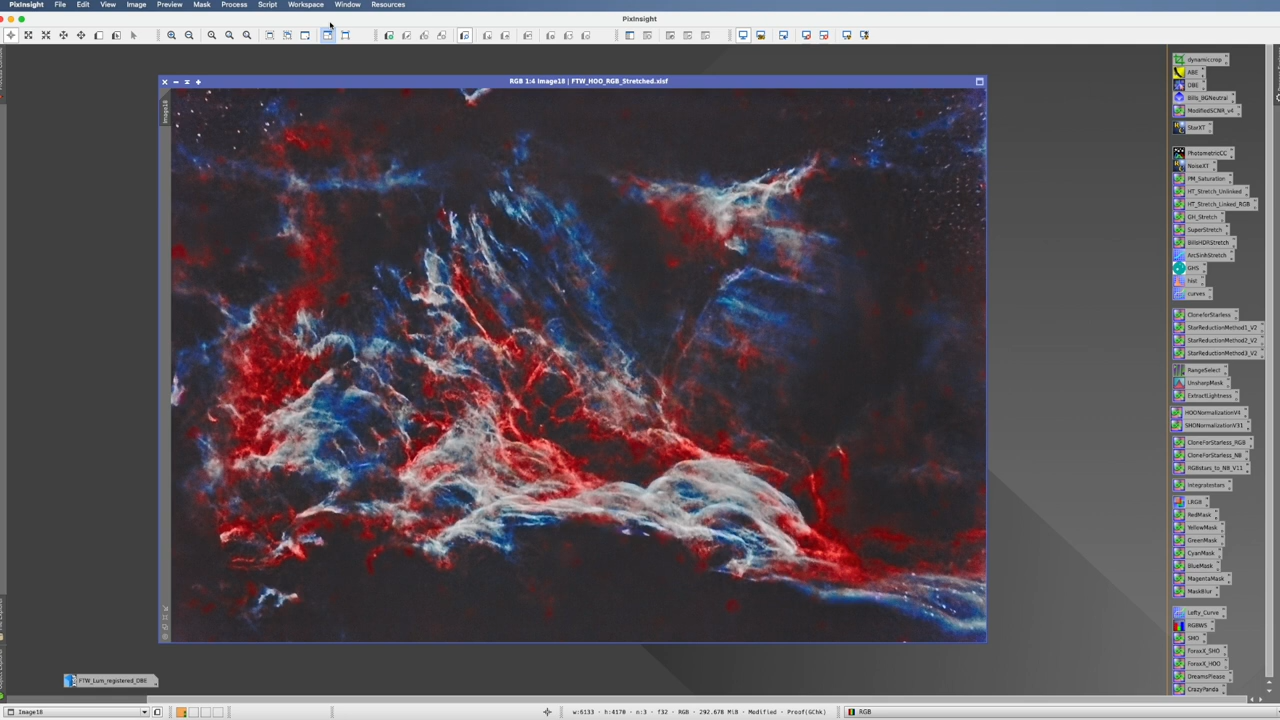 PixInsight File Edit View Image Preview Mask Process Script Workspace Window Resources
PixInsight
RGB 1:4 Image18 | FTW_HOO_RGB_Stretched.xisf
Image18
dynamiccrop
ABE
DBE
Bills_BGNeutral
ModifiedSCNR_v4
StarXT
PhotometricCC
NoiseXT
PM_Saturation
HT_Stretch_Unlinked
HT_Stretch_Linked_RGB
GH_Stretch
SuperStretch
BillsHDRStretch
ArcSinhStretch
GHS
hist
curves
CloneforStarless
StarReductionMethod1_V2
StarReductionMethod2_V2
StarReductionMethod3_V2
RangeSelect
UnsharpMask
ExtractLightness
HOONormalizationV4
SHONormalizationV31
CloneForStarless_RGB
CloneForStarless_NB
RGBstars_to_NB_V11
Integratestars
LRGB
RedMask
YellowMask
GreenMask
CyanMask
BlueMask
MagentaMask
MaskBlur
Lefty_Curve
RGBWS
SHO
ForaxX_SHO
ForaxX_HOO
DreamsPlease
CrazyPanda
FTW_Lum_registered_DBE
Image18
w:6133 · h:4170 · n:3 · f32 · RGB · 292.678 MiB · Modified · Proof(GChk)
RGB